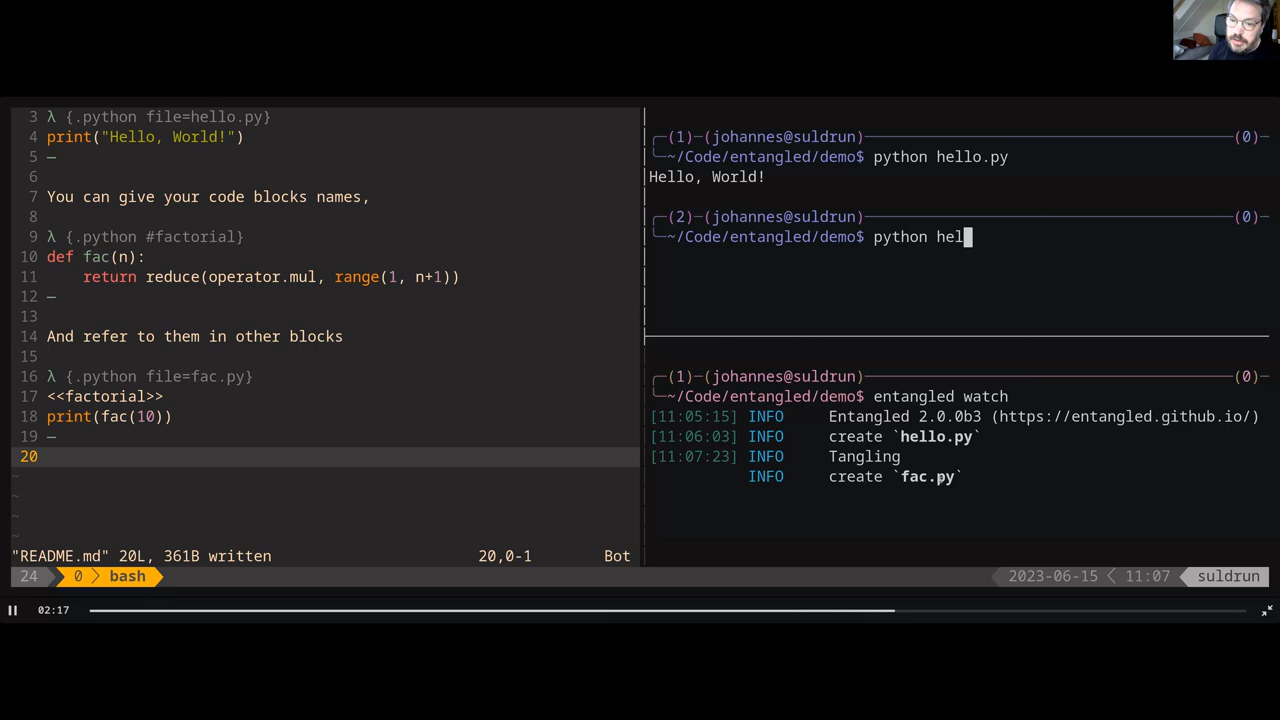 3 λ {.python file=hello.py}
4 print("Hello, World!")
5 —
6
7 You can give your code blocks names,
8
9 λ {.python #factorial}
10 def fac(n):
11     return reduce(operator.mul, range(1, n+1))
12 —
13
14 And refer to them in other blocks
15
16 λ {.python file=fac.py}
17 <<factorial>>
18 print(fac(10))
19 —
20
~
~
~
~
"README.md" 20L, 361B written 20,0-1 Bot
(1)—(johannes@suldrun) (0)
~/Code/entangled/demo$ python hello.py
Hello, World!
(2)—(johannes@suldrun) (0)
~/Code/entangled/demo$ python hel
(1)—(johannes@suldrun) (0)
~/Code/entangled/demo$ entangled watch
[11:05:15] INFO Entangled 2.0.0b3 (https://entangled.github.io/)
[11:06:03] INFO create `hello.py`
[11:07:23] INFO Tangling
INFO create `fac.py`
24 0 bash 2023-06-15 11:07 suldrun
02:17